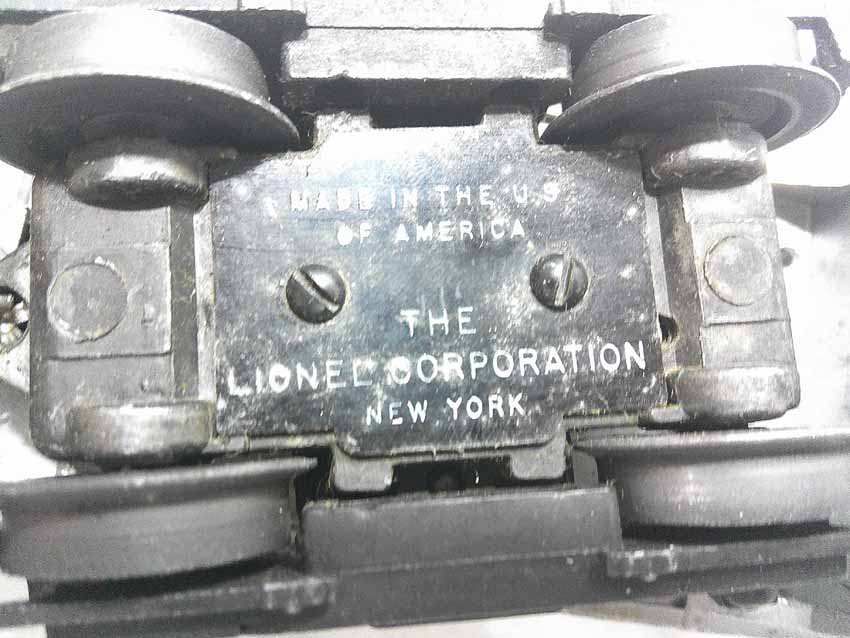 MADE IN THE U.S
OF AMERICA
THE
LIONEL CORPORATION
NEW YORK